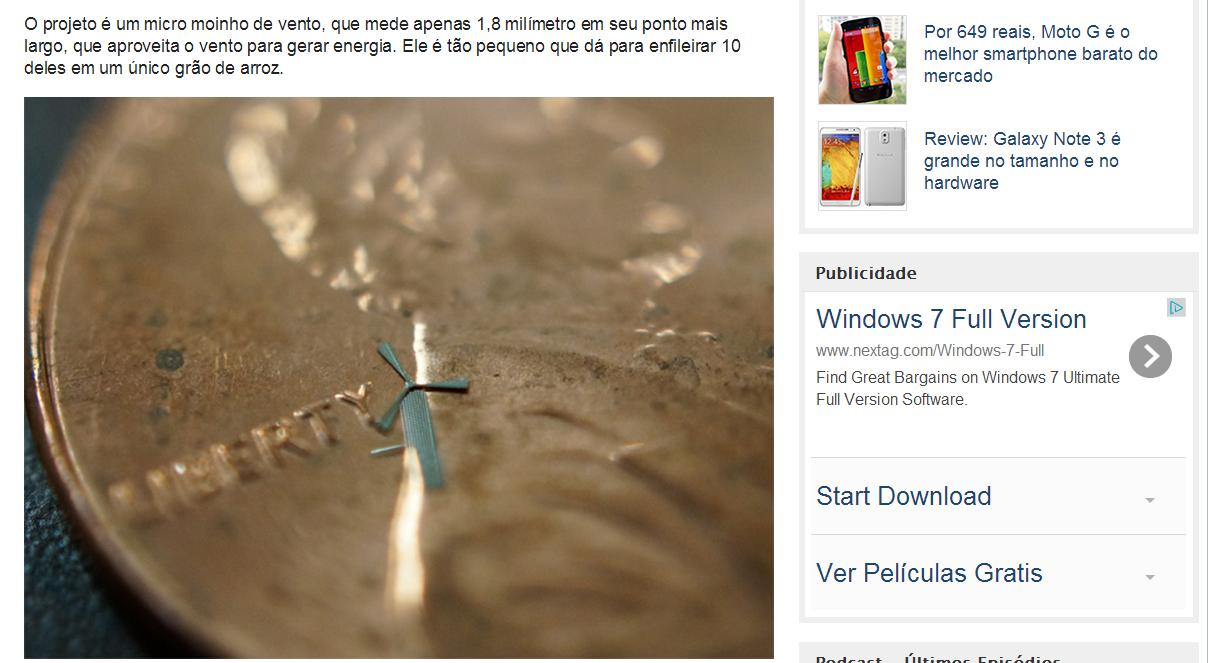 O projeto é um micro moinho de vento, que mede apenas 1,8 milímetro em seu ponto mais
largo, que aproveita o vento para gerar energia. Ele é tão pequeno que dá para enfileirar 10
deles em um único grão de arroz.
LIBERTY
Por 649 reais, Moto G é o
melhor smartphone barato do
mercado
Review: Galaxy Note 3 é
grande no tamanho e no
hardware
Publicidade
Windows 7 Full Version
www.nextag.com/Windows-7-Full
Find Great Bargains on Windows 7 Ultimate
Full Version Software.
Start Download
Ver Películas Gratis
Podcast - Últimos Episódios